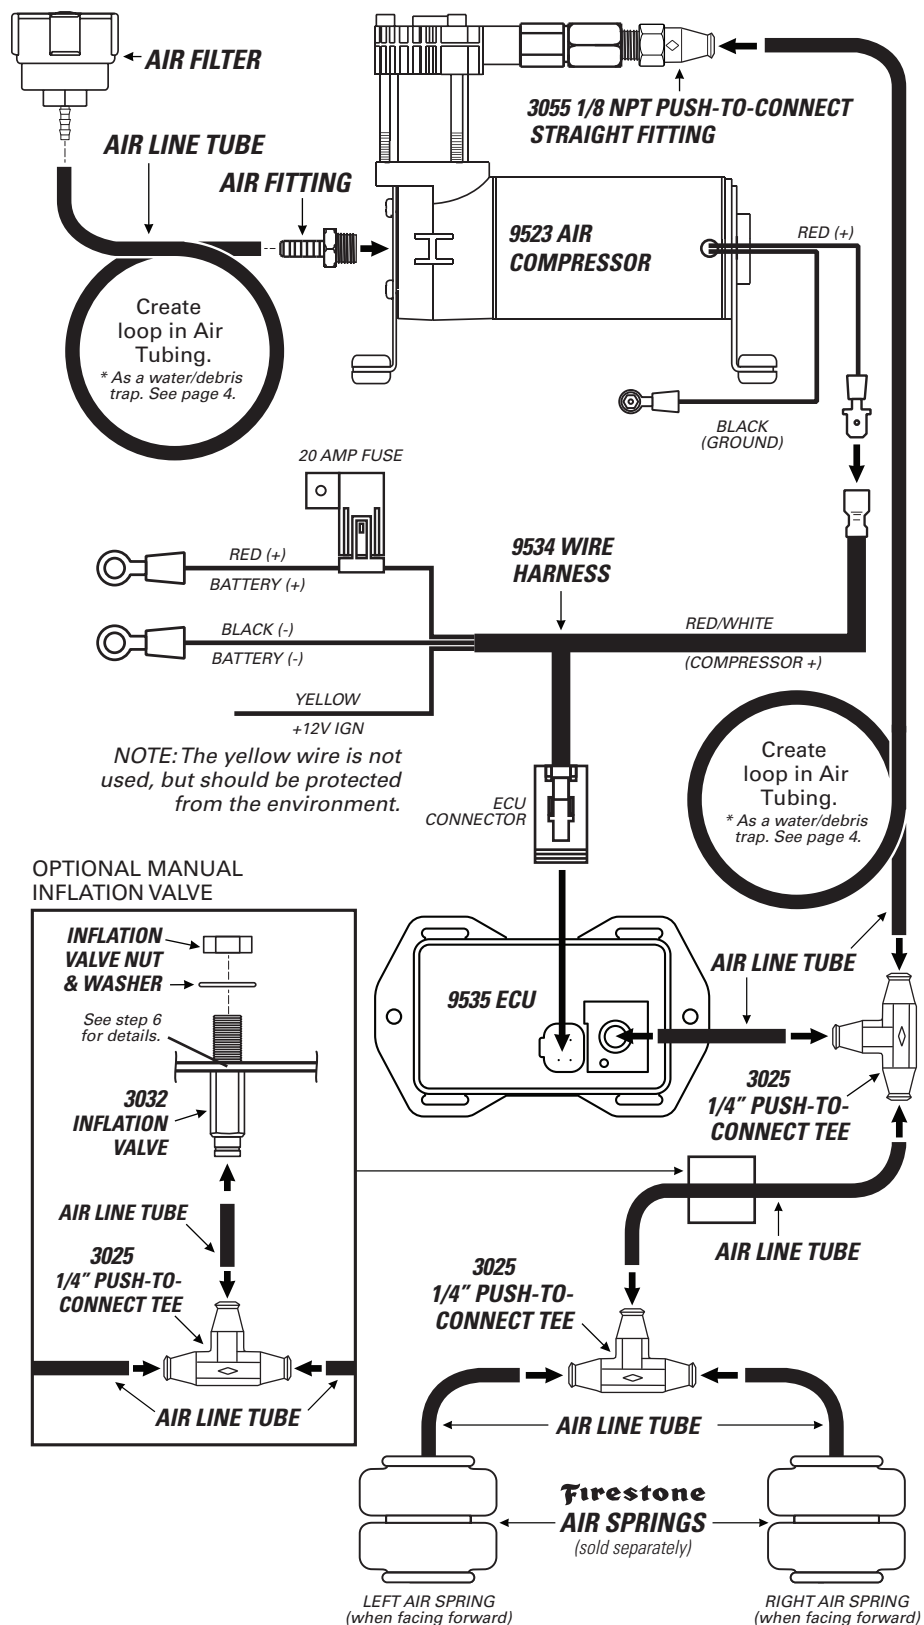 AIR FILTER
3055 1/8 NPT PUSH-TO-CONNECT
STRAIGHT FITTING
AIR LINE TUBE
AIR FITTING
9523 AIR
COMPRESSOR
RED (+)
Create
loop in Air
Tubing.
* As a water/debris
trap. See page 4.
BLACK
(GROUND)
20 AMP FUSE
RED (+)
BATTERY (+)
9534 WIRE
HARNESS
BLACK (-)
BATTERY (-)
RED/WHITE
(COMPRESSOR +)
YELLOW
+12V IGN
NOTE: The yellow wire is not
used, but should be protected
from the environment.
ECU
CONNECTOR
Create
loop in Air
Tubing.
* As a water/debris
trap. See page 4.
OPTIONAL MANUAL
INFLATION VALVE
INFLATION
VALVE NUT
& WASHER
See step 6
for details.
3032
INFLATION
VALVE
AIR LINE TUBE
3025
1/4” PUSH-TO-
CONNECT TEE
AIR LINE TUBE
9535 ECU
AIR LINE TUBE
3025
1/4” PUSH-TO-
CONNECT TEE
AIR LINE TUBE
3025
1/4” PUSH-TO-
CONNECT TEE
AIR LINE TUBE
Firestone
AIR SPRINGS
(sold separately)
LEFT AIR SPRING
(when facing forward)
RIGHT AIR SPRING
(when facing forward)